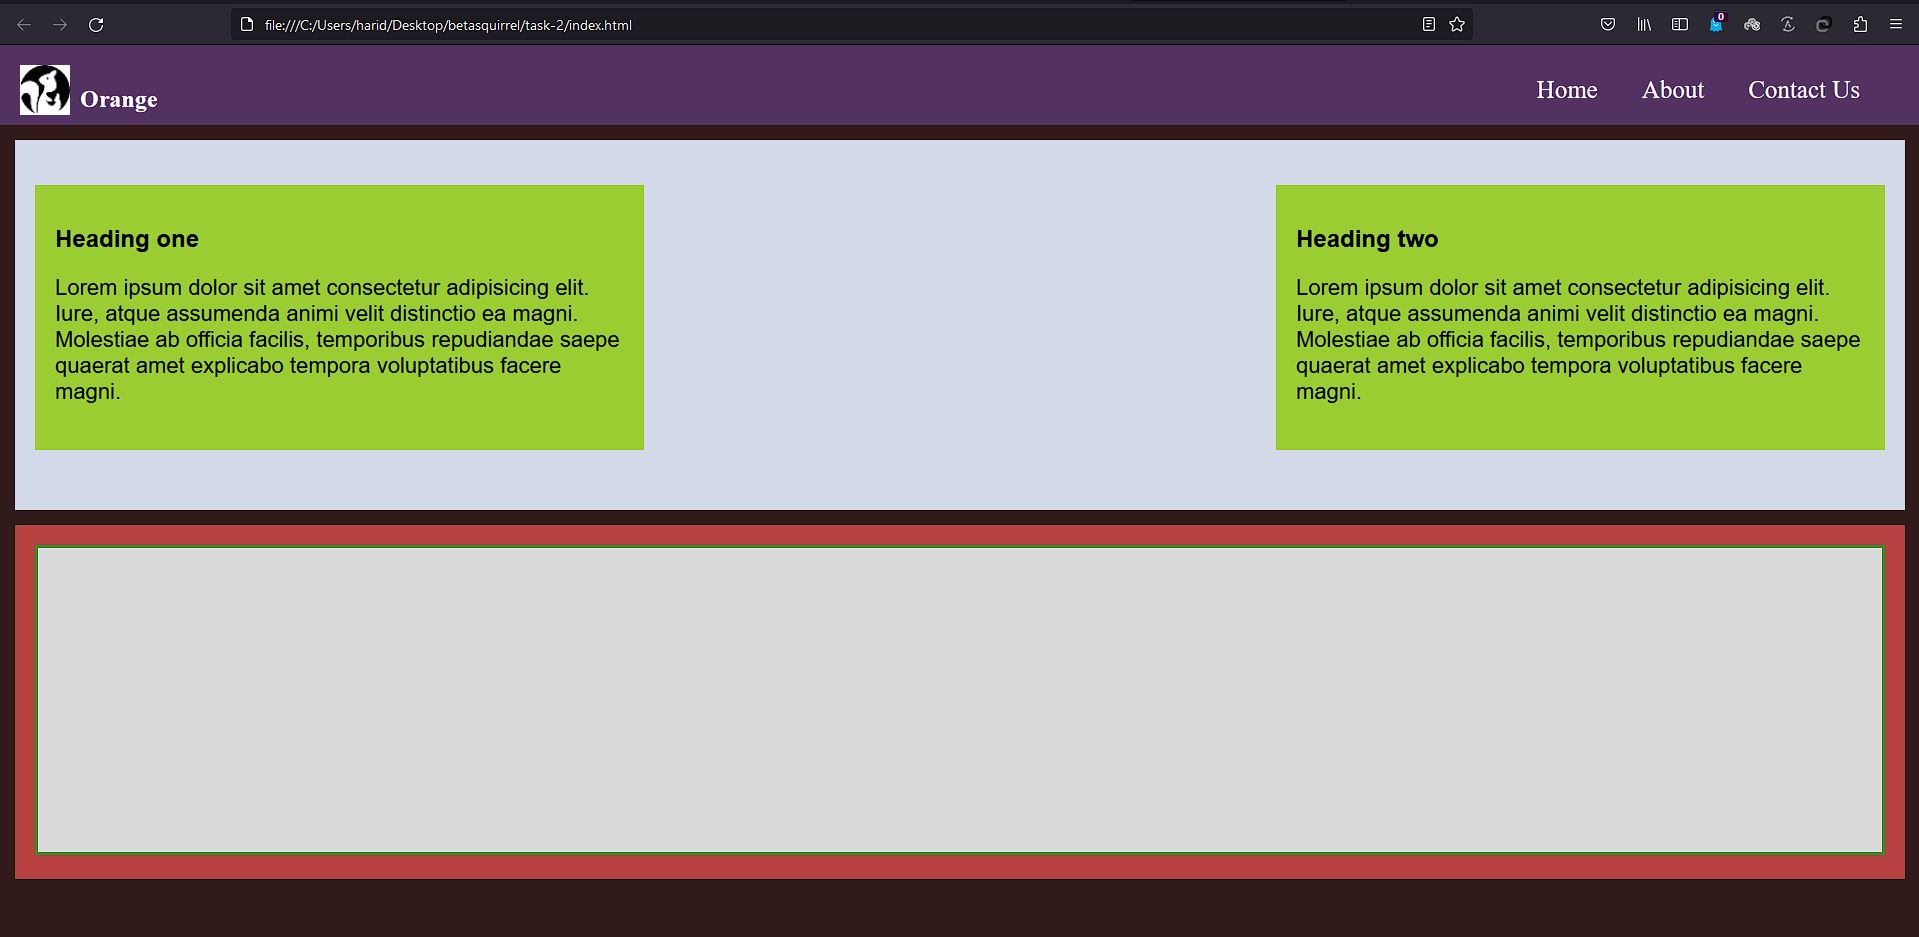 file:///C:/Users/harid/Desktop/betasquirrel/task-2/index.html
0
Orange
Home About Contact Us
Heading one
Lorem ipsum dolor sit amet consectetur adipisicing elit.
Iure, atque assumenda animi velit distinctio ea magni.
Molestiae ab officia facilis, temporibus repudiandae saepe
quaerat amet explicabo tempora voluptatibus facere
magni.
Heading two
Lorem ipsum dolor sit amet consectetur adipisicing elit.
Iure, atque assumenda animi velit distinctio ea magni.
Molestiae ab officia facilis, temporibus repudiandae saepe
quaerat amet explicabo tempora voluptatibus facere
magni.